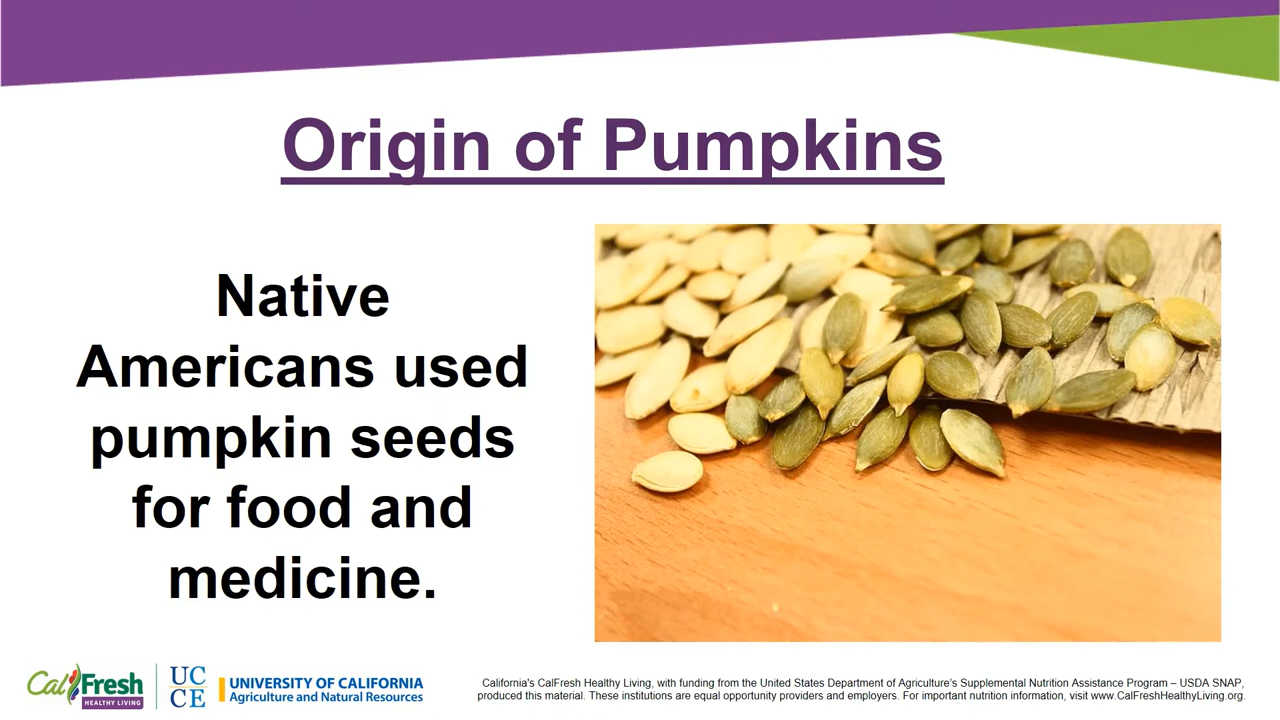 Origin of Pumpkins
Native
Americans used
pumpkin seeds
for food and
medicine.
CalFresh
HEALTHY LIVING
UC
CE
UNIVERSITY OF CALIFORNIA
Agriculture and Natural Resources
California's CalFresh Healthy Living, with funding from the United States Department of Agriculture's Supplemental Nutrition Assistance Program – USDA SNAP,
produced this material. These institutions are equal opportunity providers and employers. For important nutrition information, visit www.CalFreshHealthyLiving.org.